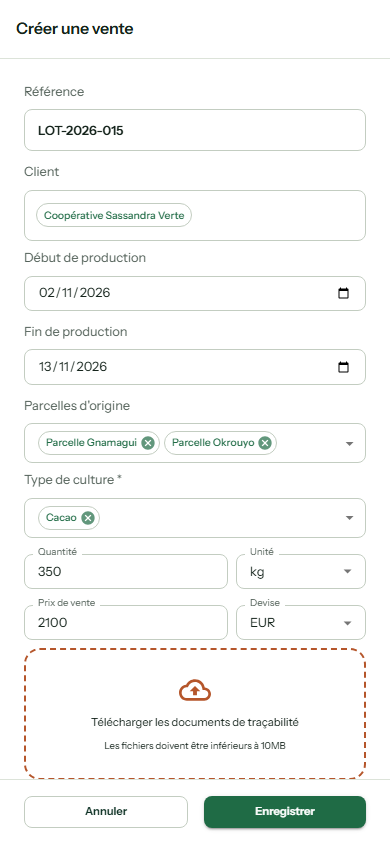 Créer une vente
Référence
LOT-2026-015
Client
Coopérative Sassandra Verte
Début de production
02/11/2026
Fin de production
13/11/2026
Parcelles d'origine
Parcelle Gnamagui Parcelle Okrouyo
Type de culture *
Cacao
Quantité Unité
350 kg
Prix de vente Devise
2100 EUR
Télécharger les documents de traçabilité
Les fichiers doivent être inférieurs à 10MB
Annuler Enregistrer